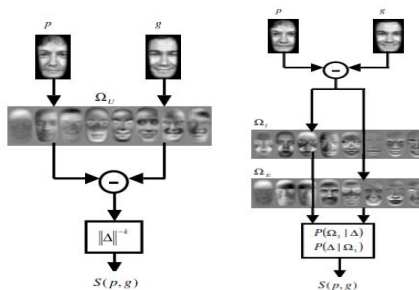 p g
Ω_U
‖Δ‖^{-k}
S(p,g)
p g
Ω_I
Ω_E
P(Ω_I | Δ)
P(Δ | Ω_I)
S(p,g)